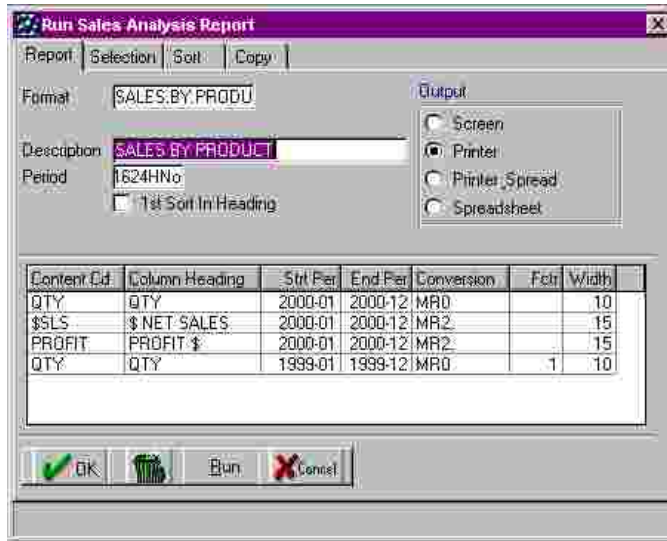 Run Sales Analysis Report
Report Selection Sort Copy
Format SALES.BY.PRODU
Output
Screen
Description SALES BY PRODUCT
Printer
Period 1624HNo
Printer_Spread
1st Sort In Heading
Spreadsheet
Content Cd Column Heading Strt Per End Per Conversion Fctr Width
QTY QTY 2000-01 2000-12 MR0 10
$SLS $ NET SALES 2000-01 2000-12 MR2, 15
PROFIT PROFIT $ 2000-01 2000-12 MR2, 15
QTY QTY 1999-01 1999-12 MR0 1 10
OK Run Cancel